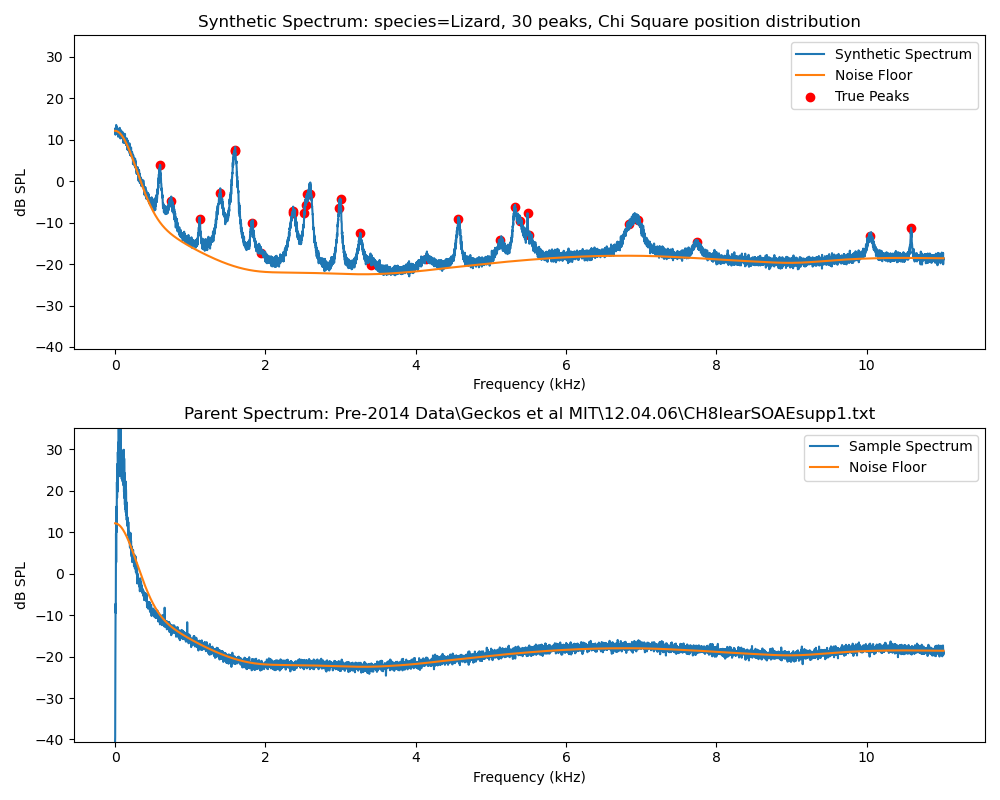 Synthetic Spectrum: species=Lizard, 30 peaks, Chi Square position distribution
30
20
10
0
−10
−20
−30
−40
dB SPL
Synthetic Spectrum
Noise Floor
True Peaks
0 2 4 6 8 10
Frequency (kHz)
Parent Spectrum: Pre-2014 Data\Geckos et al MIT\12.04.06\CH8learSOAEsupp1.txt
30
20
10
0
−10
−20
−30
−40
dB SPL
Sample Spectrum
Noise Floor
0 2 4 6 8 10
Frequency (kHz)